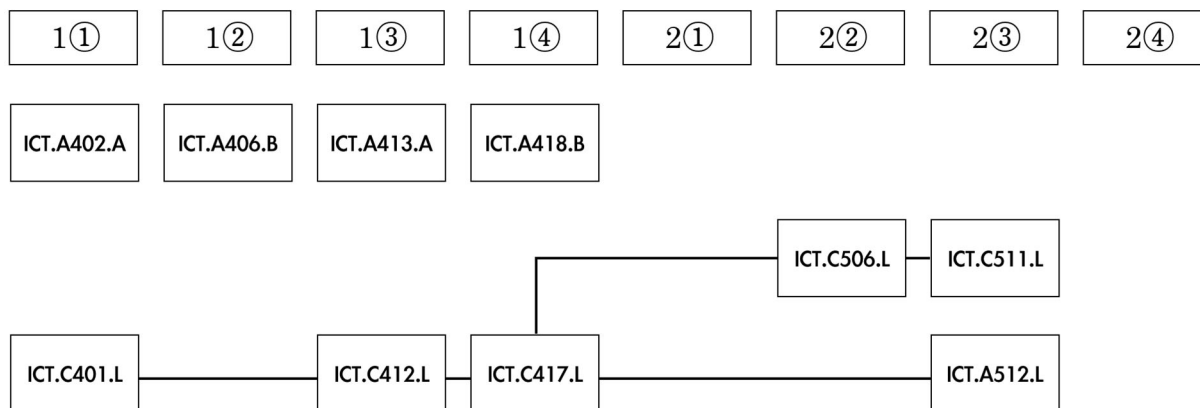 1① 1② 1③ 1④ 2① 2② 2③ 2④
ICT.A402.A ICT.A406.B ICT.A413.A ICT.A418.B
ICT.C506.L ICT.C511.L
ICT.C401.L ICT.C412.L ICT.C417.L ICT.A512.L